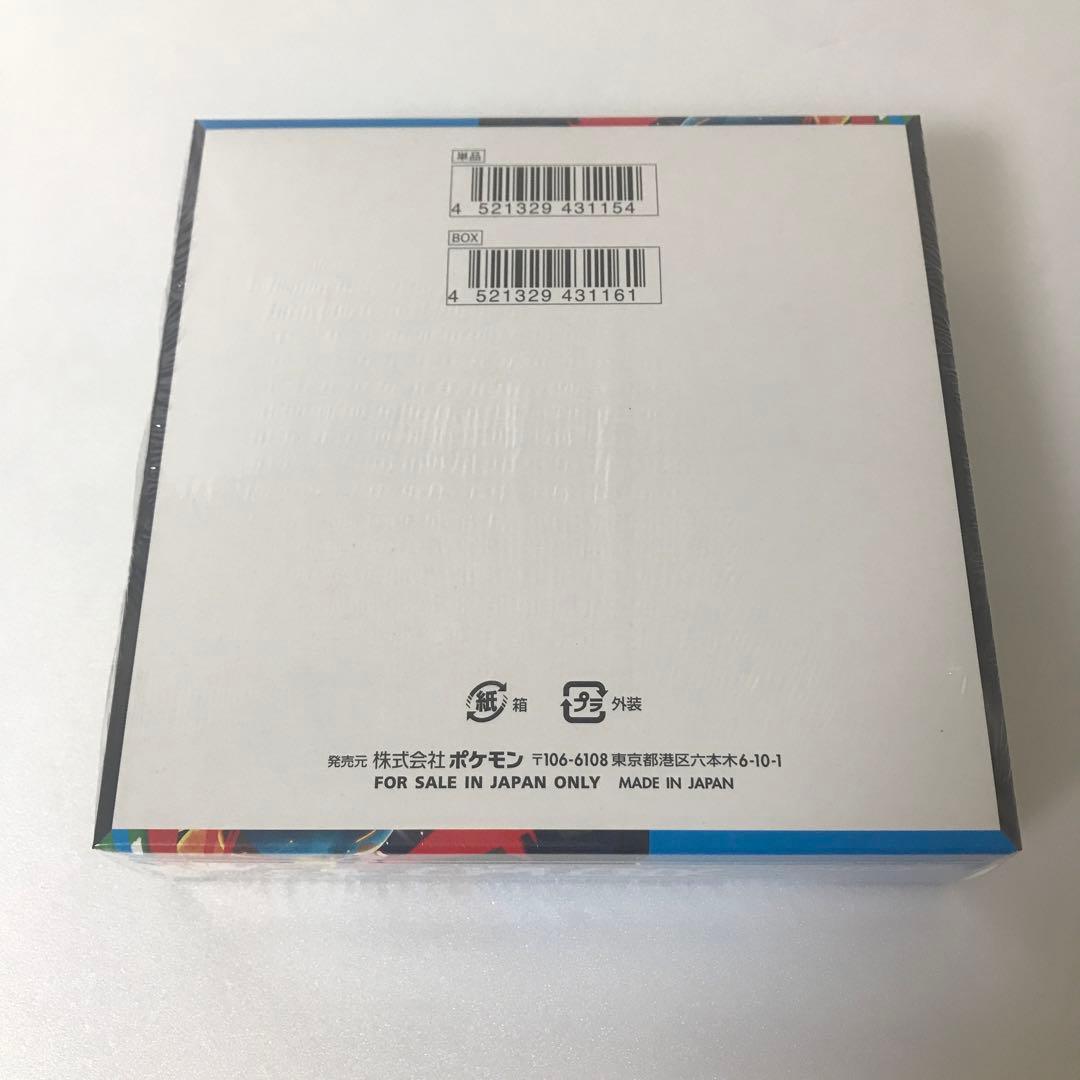 単品
4 521329 431154
BOX
4 521329 431161
紙 箱 プラ 外装
発売元 株式会社ポケモン 〒106-6108 東京都港区六本木6-10-1
FOR SALE IN JAPAN ONLY MADE IN JAPAN